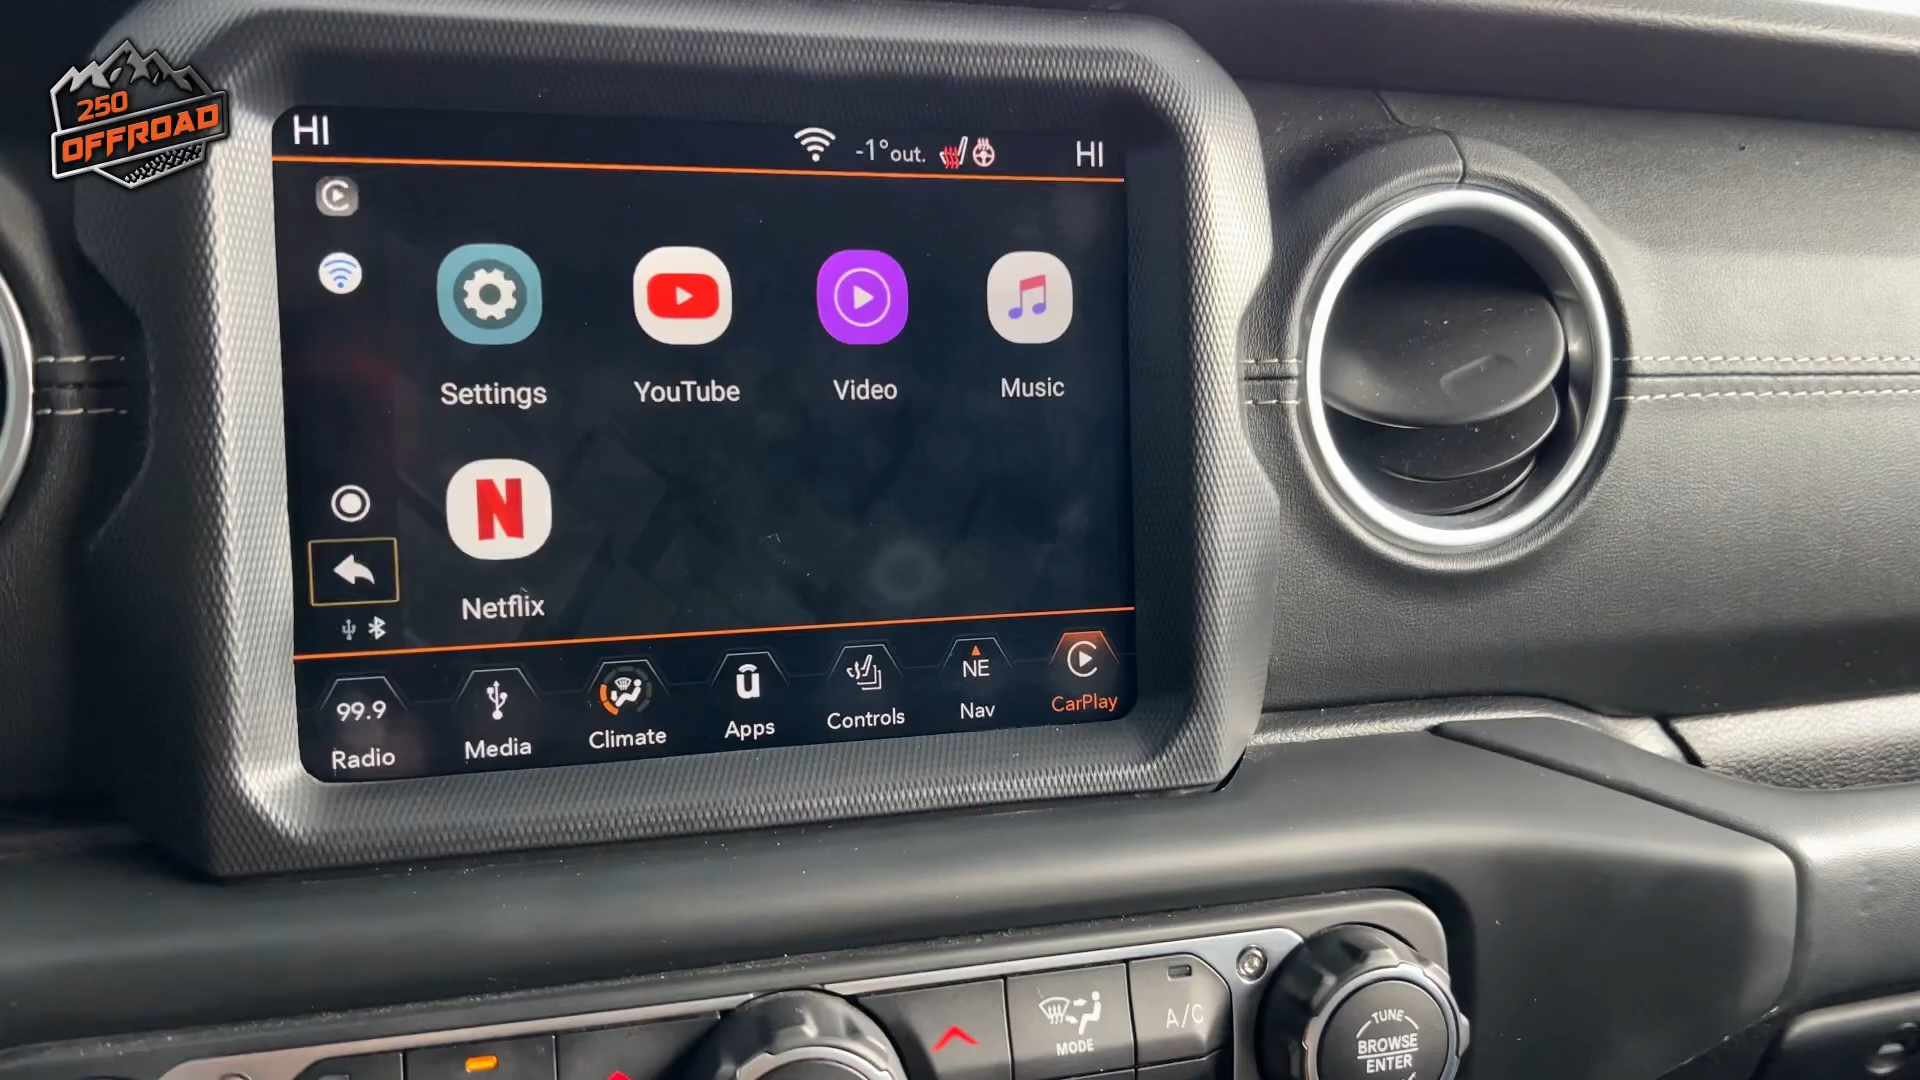 250
OFFROAD
HI
-1°out.
HI
Settings
YouTube
Video
Music
N
Netflix
99.9
Radio
Media
Climate
ū
Apps
Controls
NE
Nav
CarPlay
MODE
A/C
TUNE
BROWSE
ENTER